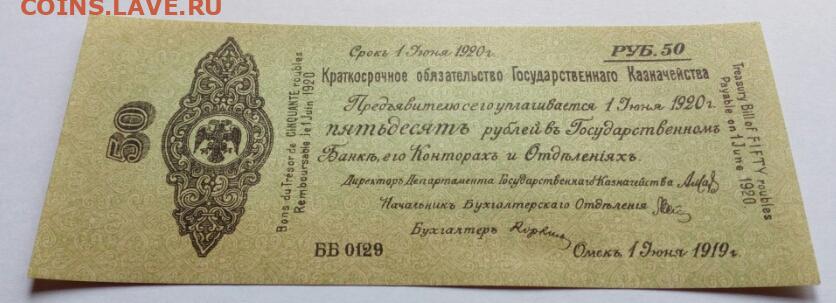 COINS.LAVE.RU
Срокъ 1 Іюня 1920 г.
РУБ. 50
Краткосрочное обязательство Государственнаго Казначейства
Предъявителю сего уплачивается 1 Іюня 1920 г.
пятьдесятъ рублей въ Государственномъ
Банкѣ, его Конторахъ и Отдѣленіяхъ.
Директоръ Департамента Государственнаго Казначейства
Начальникъ Бухгалтерскаго Отдѣленія
Бухгалтеръ
ББ 0129
Омскъ, 1 Іюня 1919 г.
50
Bons du Trésor de CINQUANTE roubles
Remboursable le 1 Juin 1920
Treasury Bill of FIFTY roubles
Payable on 1 June 1920